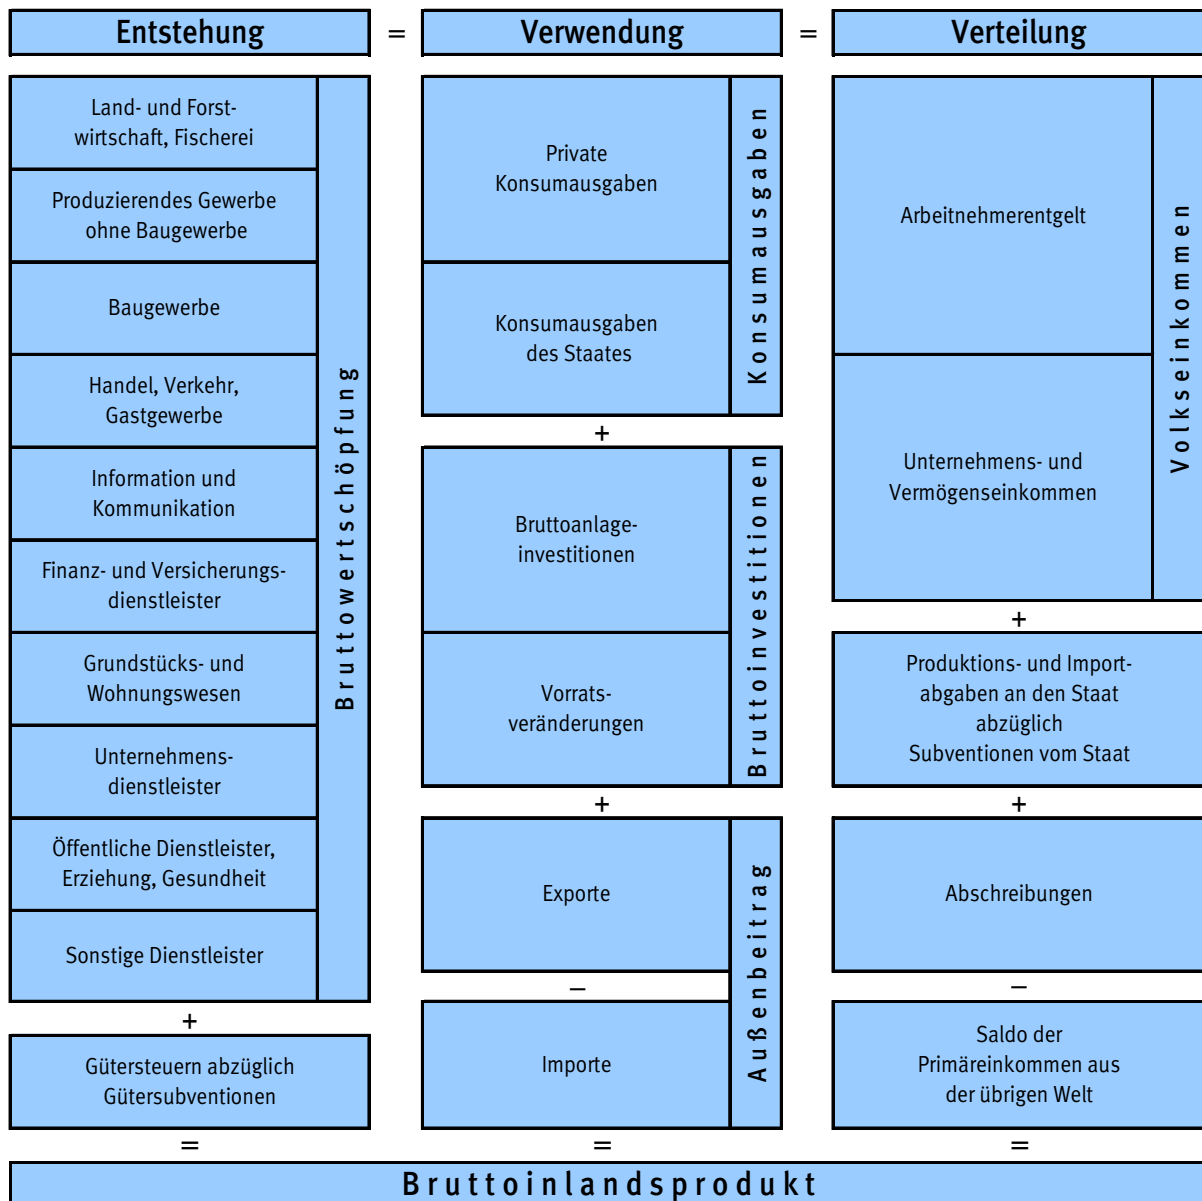 Entstehung = Verwendung = Verteilung
Land- und Forst-
wirtschaft, Fischerei
Produzierendes Gewerbe
ohne Baugewerbe
Baugewerbe
Handel, Verkehr,
Gastgewerbe
Information und
Kommunikation
Finanz- und Versicherungs-
dienstleister
Grundstücks- und
Wohnungswesen
Unternehmens-
dienstleister
Öffentliche Dienstleister,
Erziehung, Gesundheit
Sonstige Dienstleister
Bruttowertschöpfung
+
Gütersteuern abzüglich
Gütersubventionen
=
Private
Konsumausgaben
Konsumausgaben
des Staates
Konsumausgaben
+
Bruttoanlage-
investitionen
Vorrats-
veränderungen
Bruttoinvestitionen
+
Exporte
–
Importe
Außenbeitrag
=
Arbeitnehmerentgelt
Unternehmens- und
Vermögenseinkommen
Volkseinkommen
+
Produktions- und Import-
abgaben an den Staat
abzüglich
Subventionen vom Staat
+
Abschreibungen
–
Saldo der
Primäreinkommen aus
der übrigen Welt
=
Bruttoinlandsprodukt